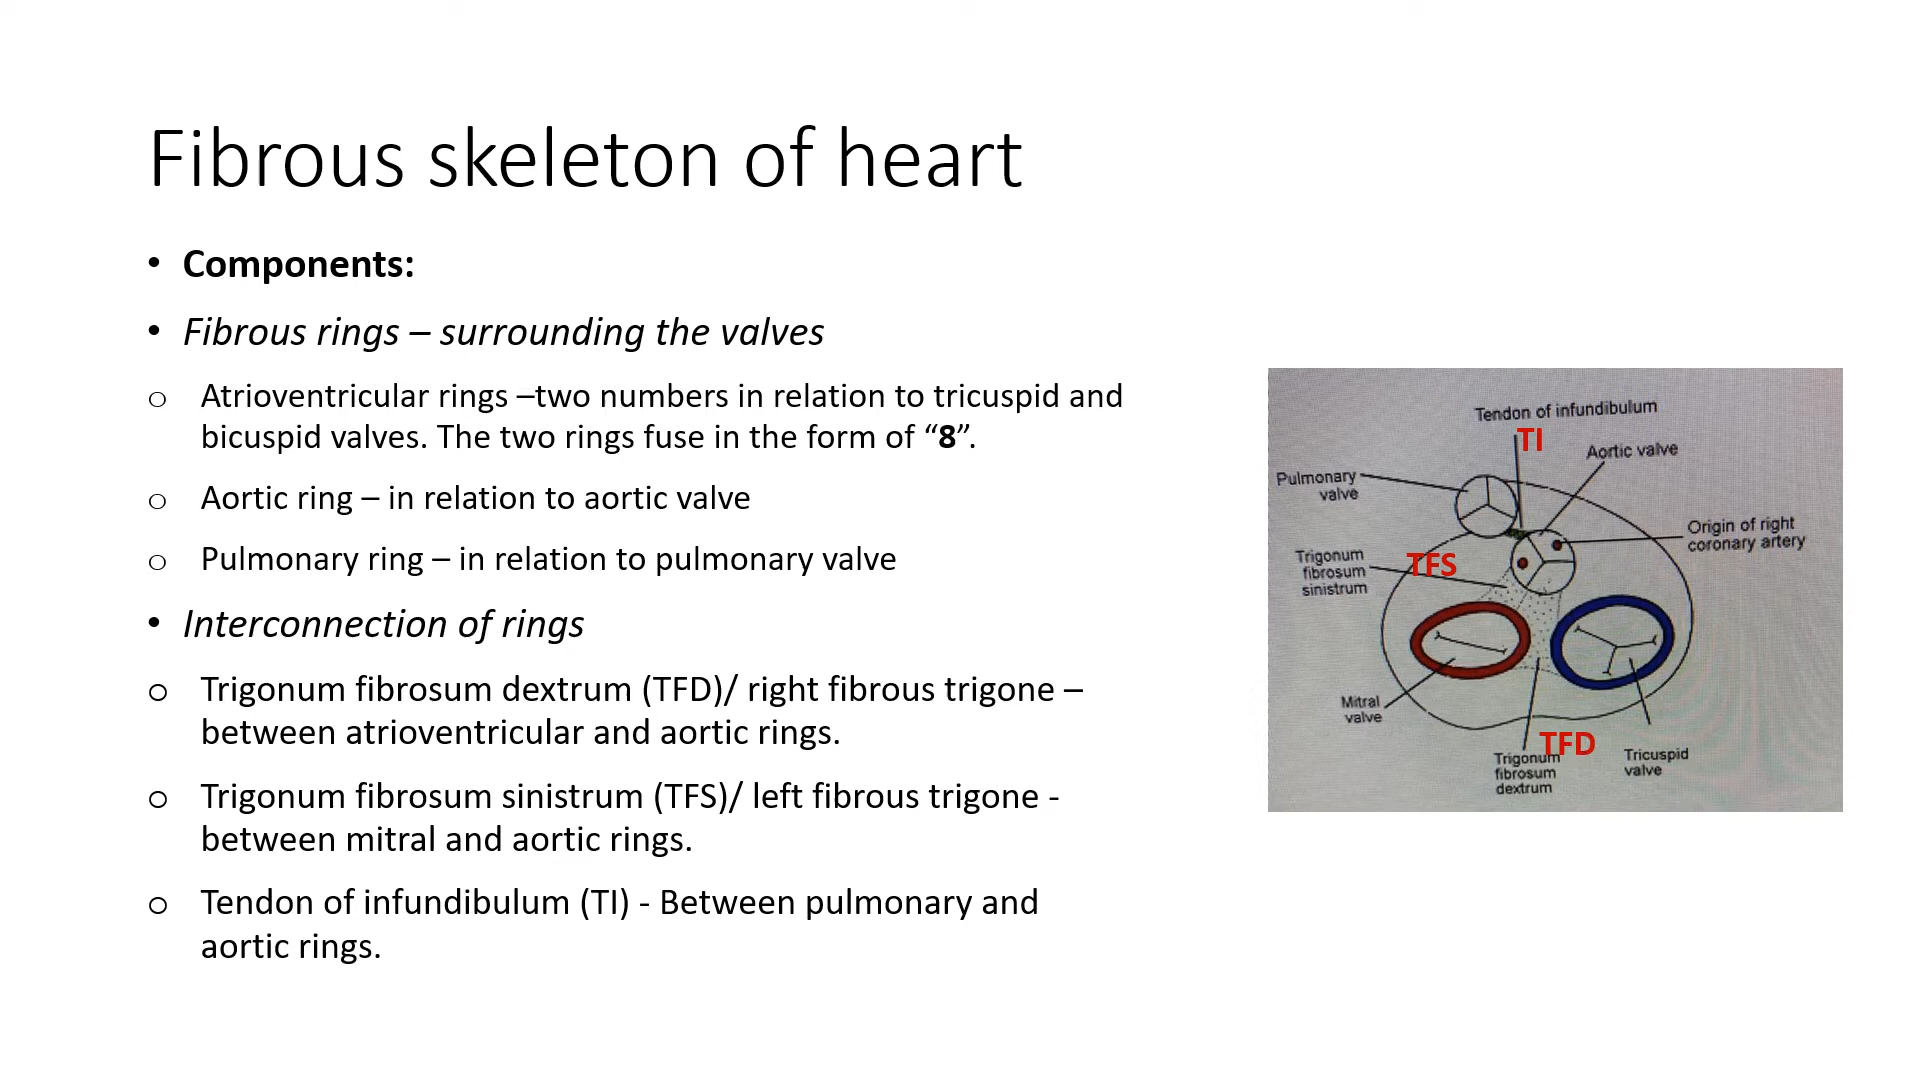 Fibrous skeleton of heart
• Components:
• Fibrous rings – surrounding the valves
o Atrioventricular rings –two numbers in relation to tricuspid and
bicuspid valves. The two rings fuse in the form of “8”.
o Aortic ring – in relation to aortic valve
o Pulmonary ring – in relation to pulmonary valve
• Interconnection of rings
o Trigonum fibrosum dextrum (TFD)/ right fibrous trigone –
between atrioventricular and aortic rings.
o Trigonum fibrosum sinistrum (TFS)/ left fibrous trigone -
between mitral and aortic rings.
o Tendon of infundibulum (TI) - Between pulmonary and
aortic rings.
Tendon of infundibulum
TI
Aortic valve
Pulmonary
valve
Origin of right
coronary artery
Trigonum
fibrosum
sinistrum
TFS
Mitral
valve
TFD
Trigonum
fibrosum
dextrum
Tricuspid
valve